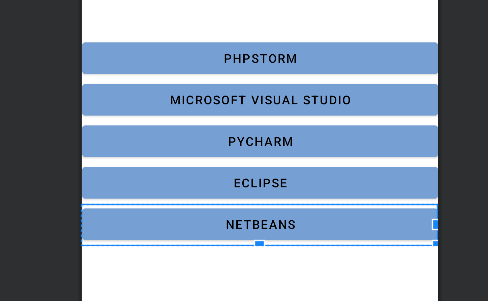 PHPSTORM
MICROSOFT VISUAL STUDIO
PYCHARM
ECLIPSE
NETBEANS